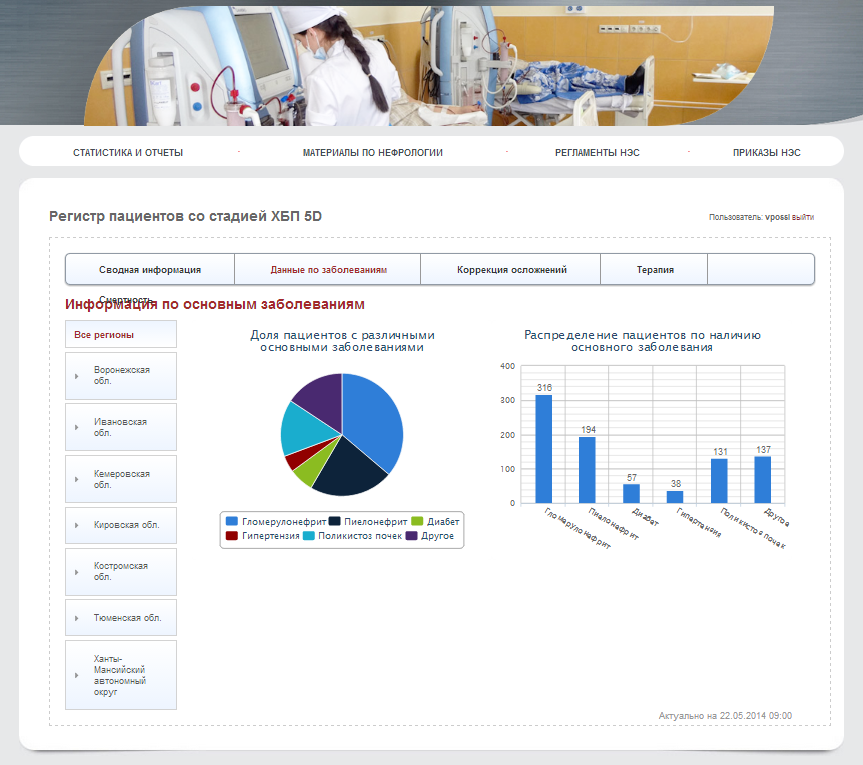 СТАТИСТИКА И ОТЧЕТЫ
МАТЕРИАЛЫ ПО НЕФРОЛОГИИ
РЕГЛАМЕНТЫ НЭС
ПРИКАЗЫ НЭС
Регистр пациентов со стадией ХБП 5D
Пользователь: vpossl выйти
Сводная информация
Данные по заболеваниям
Коррекция осложнений
Терапия
Смертность
Информация по основным заболеваниям
Все регионы
Воронежская
обл.
Ивановская
обл.
Кемеровская
обл.
Кировская обл.
Костромская
обл.
Тюменская обл.
Ханты-
Мансийский
автономный
округ
Доля пациентов с различными
основными заболеваниями
Гломерулонефрит Пиелонефрит Диабет
Гипертензия Поликистоз почек Другое
Распределение пациентов по наличию
основного заболевания
400
300
200
100
0
316
194
57
38
131
137
Гломерулонефрит
Пиелонефрит
Диабет
Гипертензия
Поликистоз почек
Другое
Актуально на 22.05.2014 09:00